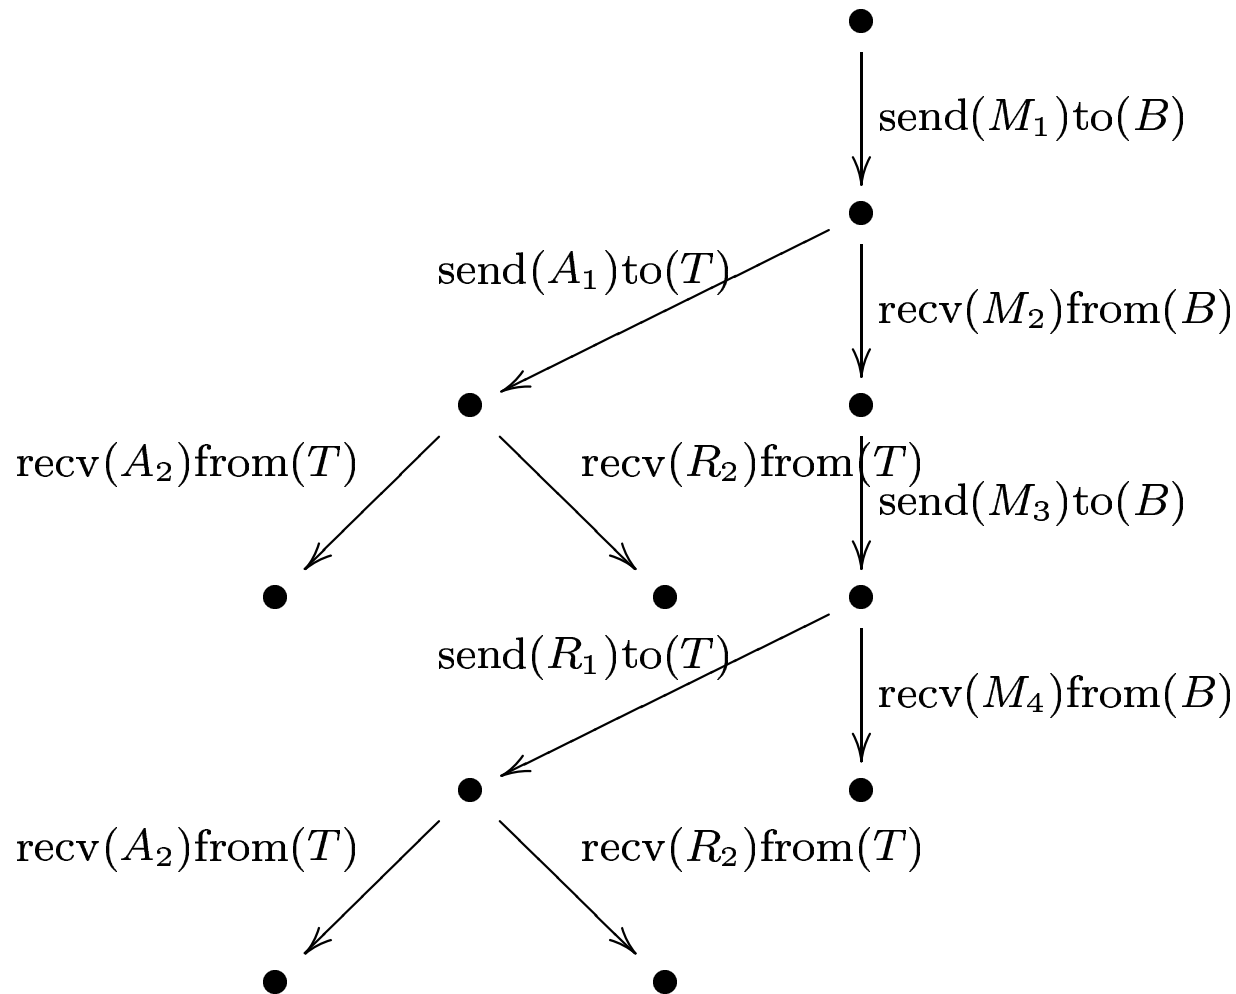 send(M₁)to(B)
send(A₁)to(T)
recv(M₂)from(B)
recv(A₂)from(T)
recv(R₂)from(T)
send(M₃)to(B)
send(R₁)to(T)
recv(M₄)from(B)
recv(A₂)from(T)
recv(R₂)from(T)